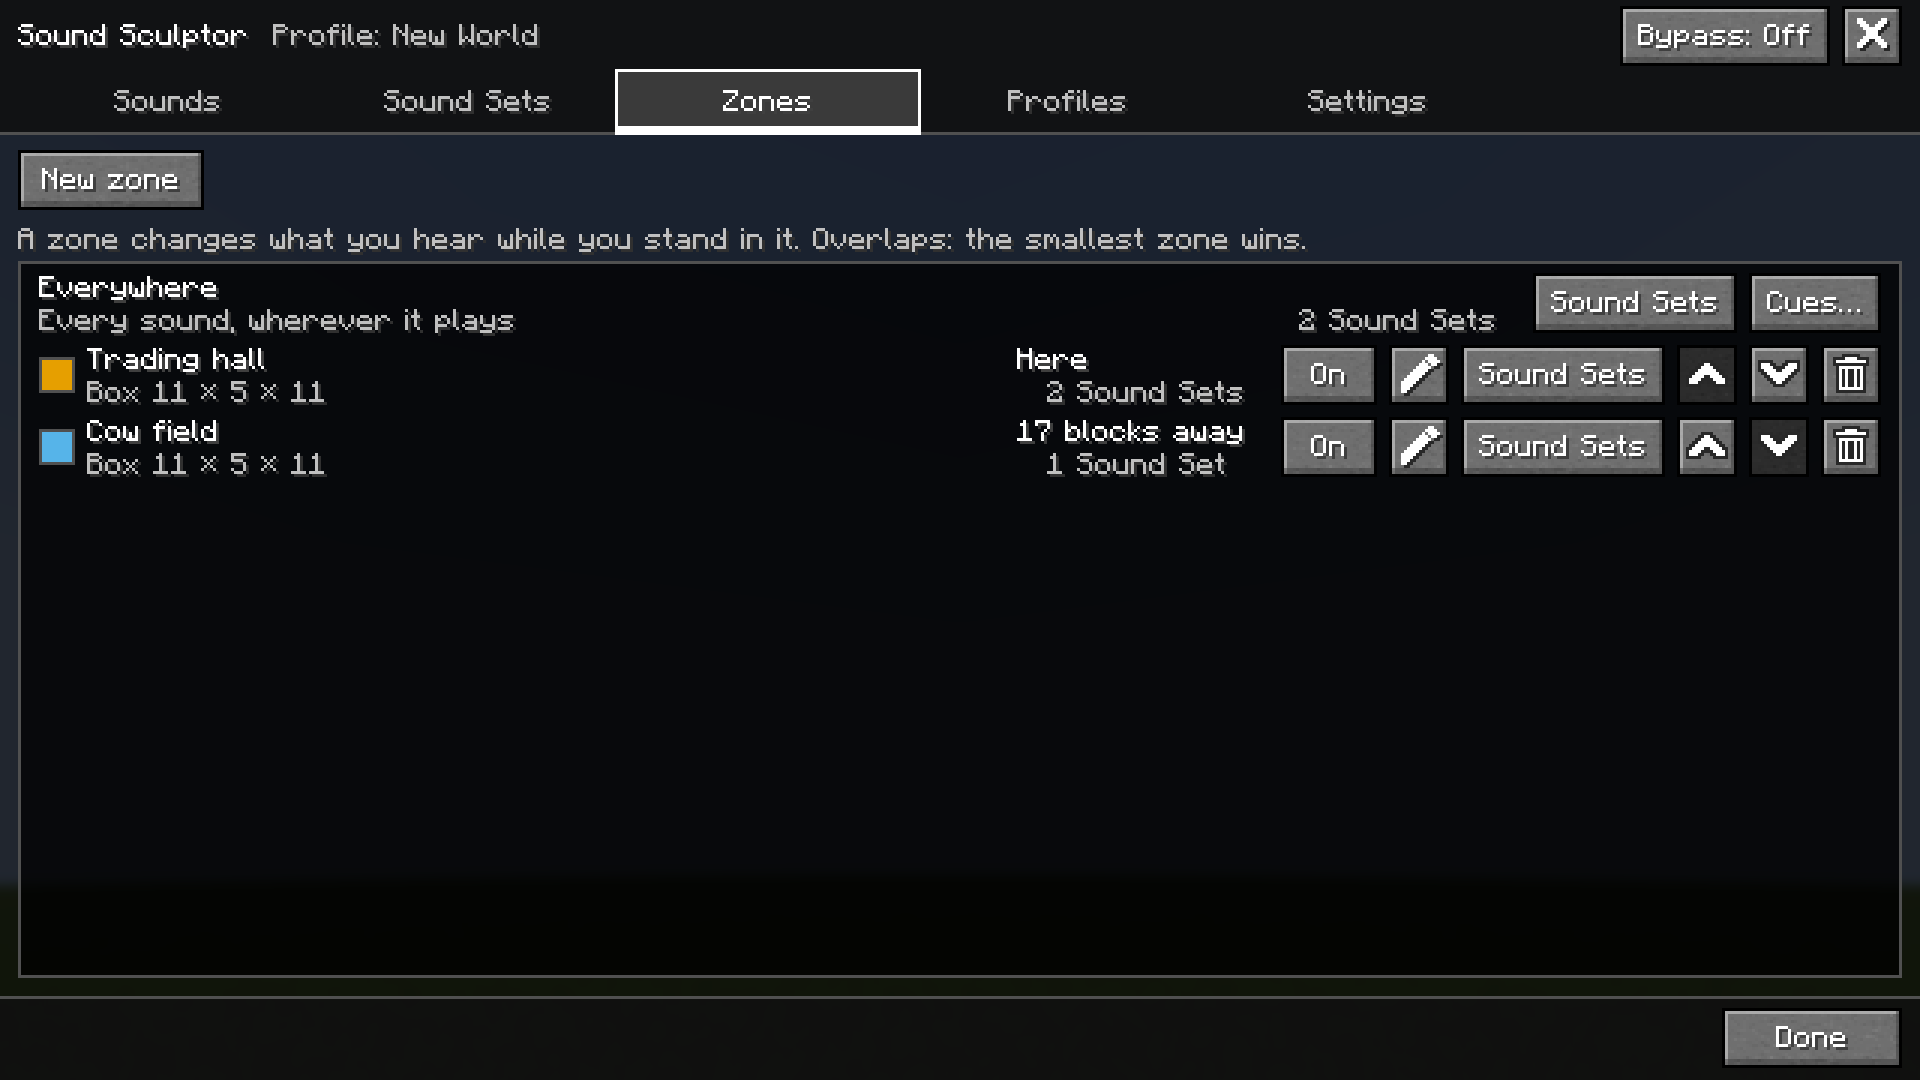 Sound Sculptor Profile: New World Bypass: Off
Sounds Sound Sets Zones Profiles Settings
New zone
A zone changes what you hear while you stand in it. Overlaps: the smallest zone wins.
Everywhere
Every sound, wherever it plays 2 Sound Sets Sound Sets Cues...
Trading hall Here
Box 11 × 5 × 11 2 Sound Sets On Sound Sets
Cow field 17 blocks away
Box 11 × 5 × 11 1 Sound Set On Sound Sets
Done